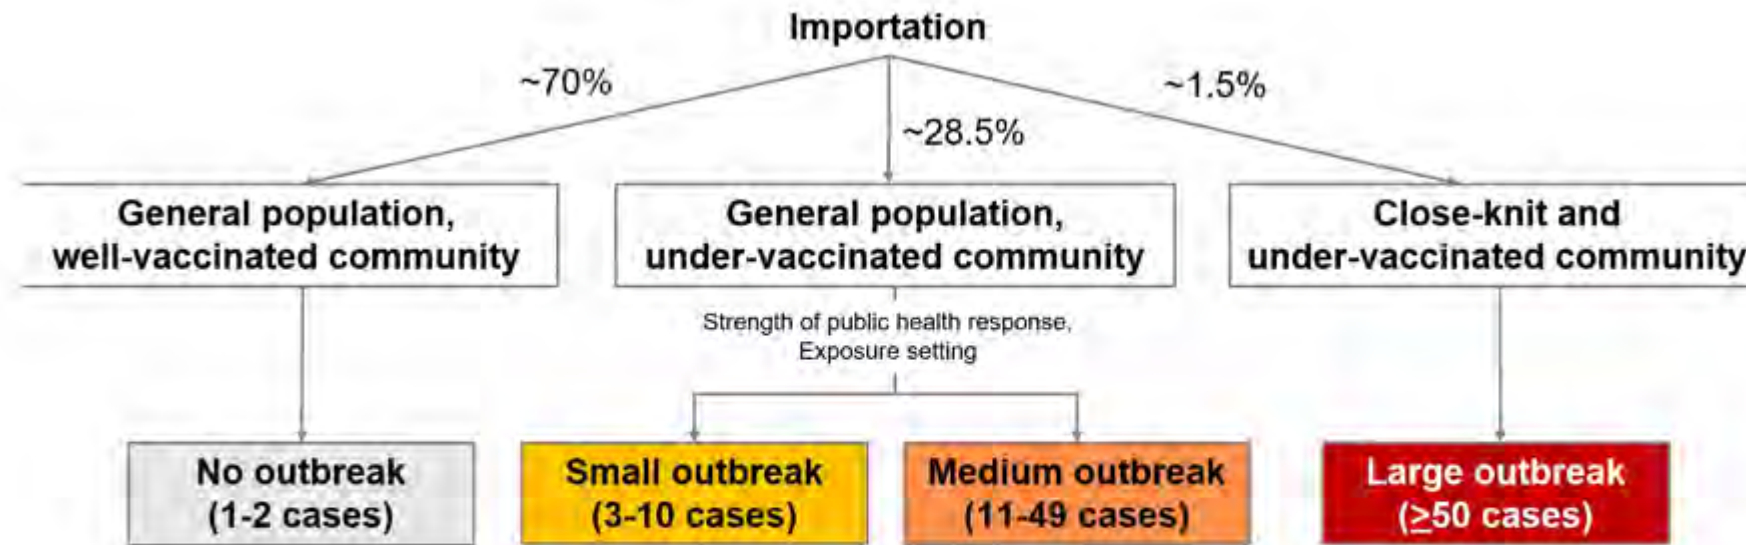 Importation
~70%
~28.5%
~1.5%
General population,
well-vaccinated community
General population,
under-vaccinated community
Close-knit and
under-vaccinated community
Strength of public health response,
Exposure setting
No outbreak
(1-2 cases)
Small outbreak
(3-10 cases)
Medium outbreak
(11-49 cases)
Large outbreak
(≥50 cases)